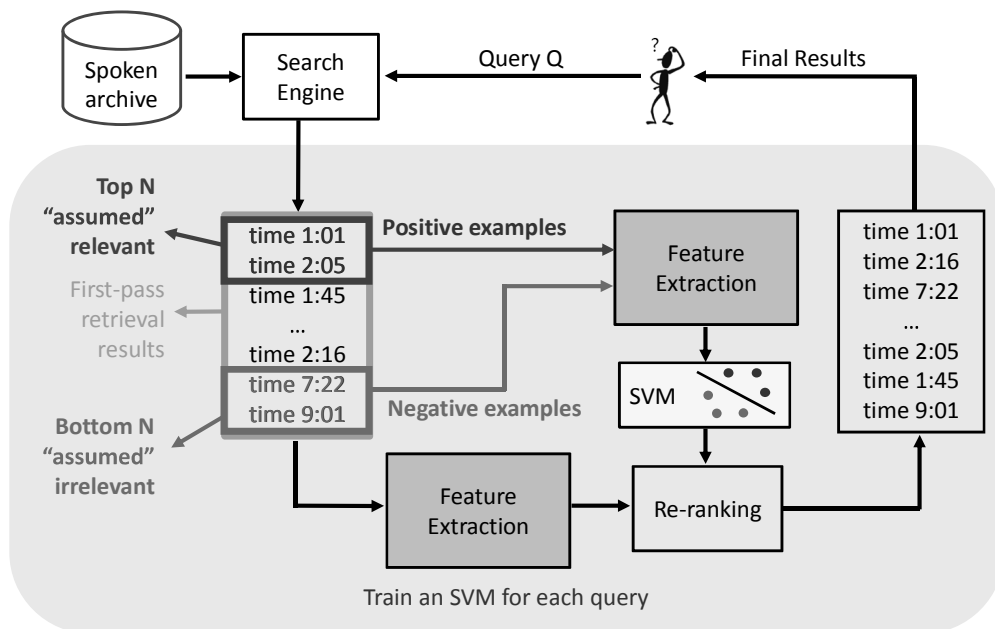 Spoken
archive
Search
Engine
Query Q
?
Final Results
Top N
“assumed”
relevant
First-pass
retrieval
results
Bottom N
“assumed”
irrelevant
time 1:01
time 2:05
time 1:45
...
time 2:16
time 7:22
time 9:01
Positive examples
Negative examples
Feature
Extraction
SVM
Feature
Extraction
Re-ranking
time 1:01
time 2:16
time 7:22
...
time 2:05
time 1:45
time 9:01
Train an SVM for each query